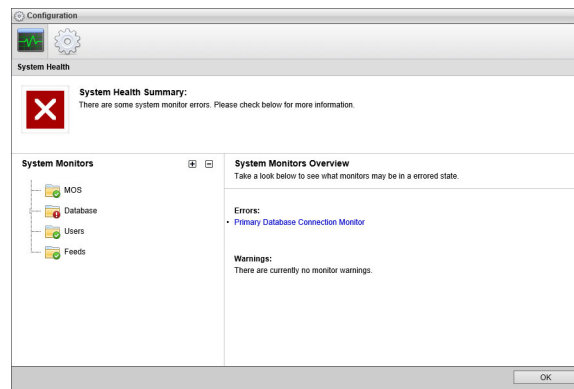 Configuration
System Health
System Health Summary:
There are some system monitor errors. Please check below for more information.
System Monitors
MOS
Database
Users
Feeds
System Monitors Overview
Take a look below to see what monitors may be in a errored state.
Errors:
• Primary Database Connection Monitor
Warnings:
There are currently no monitor warnings.
OK